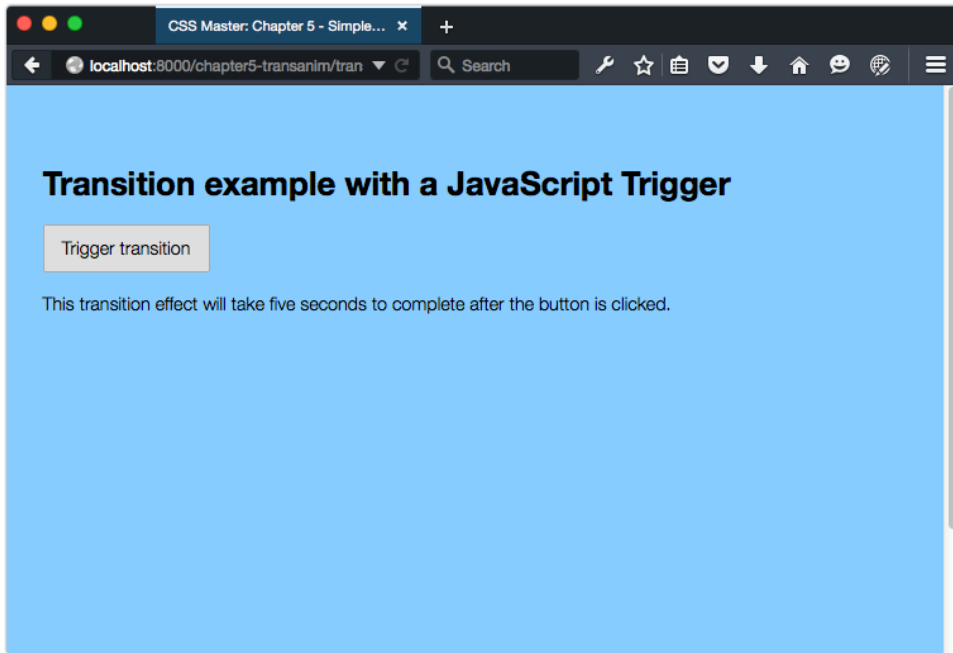 CSS Master: Chapter 5 - Simple...
localhost:8000/chapter5-transanim/tran
Search
Transition example with a JavaScript Trigger
Trigger transition
This transition effect will take five seconds to complete after the button is clicked.